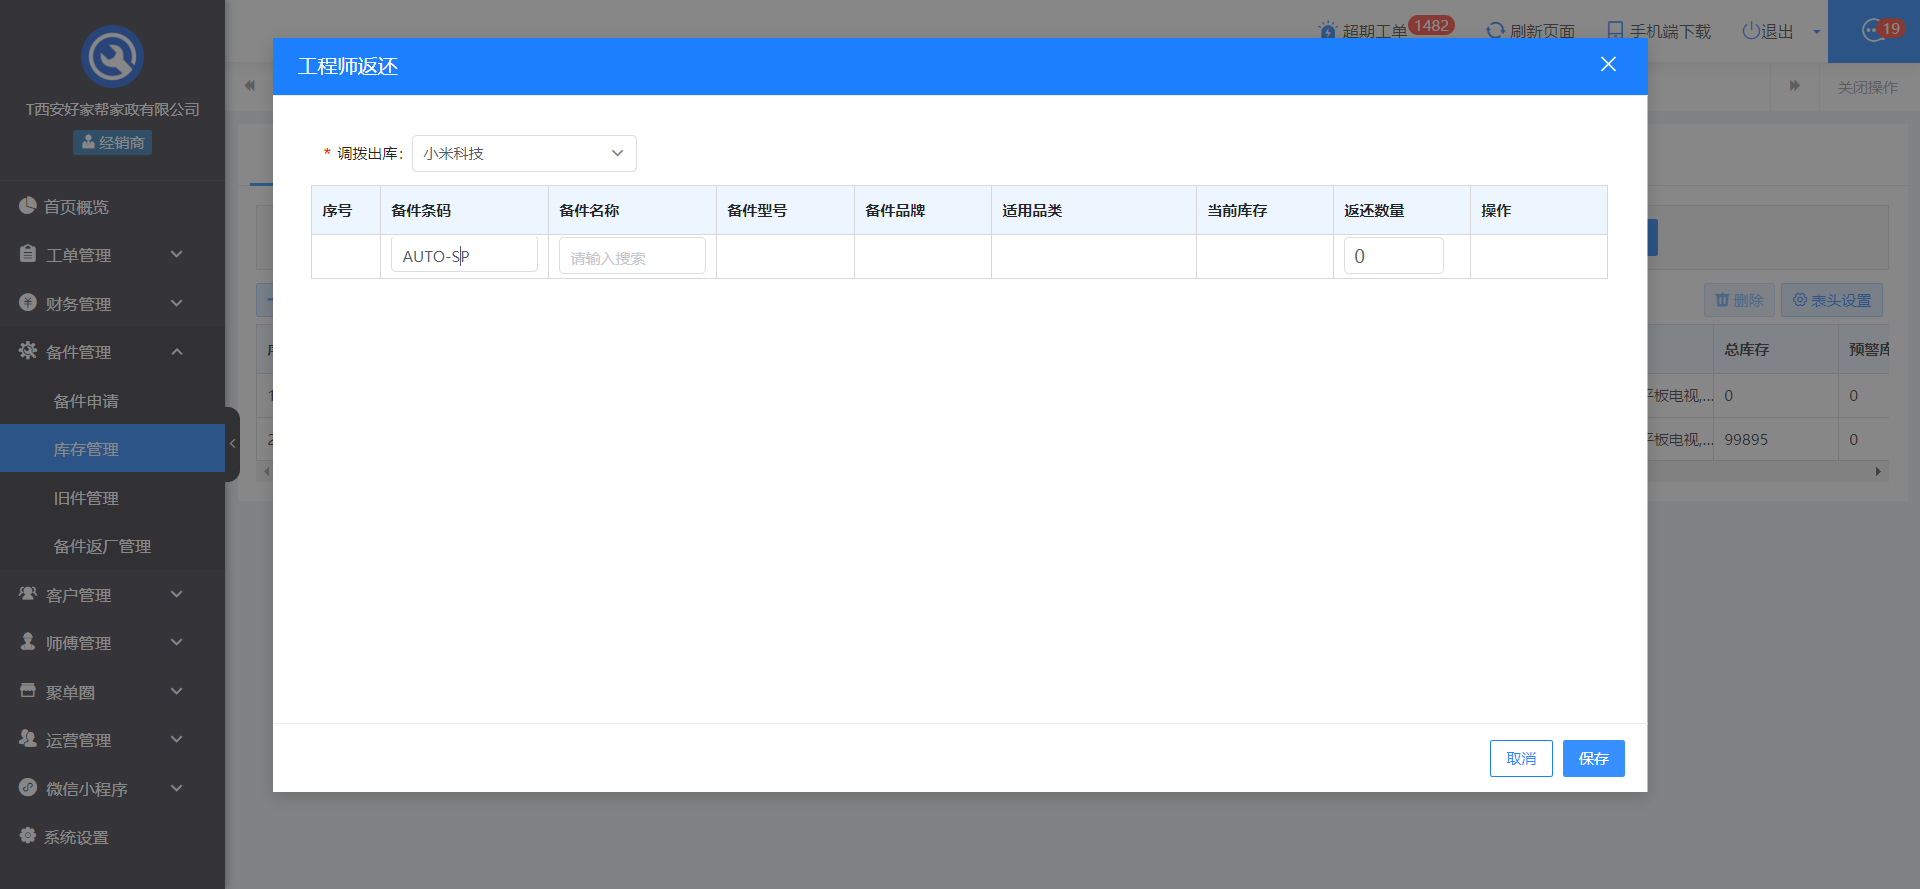 T西安好家帮家政有限公司
经销商
首页概览
工单管理
财务管理
备件管理
备件申请
库存管理
旧件管理
备件返厂管理
客户管理
师傅管理
聚单圈
运营管理
微信小程序
系统设置
超期工单 1482
刷新页面
手机端下载
退出
19
关闭操作
工程师返还
* 调拨出库：
小米科技
序号 备件条码 备件名称 备件型号 备件品牌 适用品类 当前库存 返还数量 操作
AUTO-SP 请输入搜索 0
删除
表头设置
总库存 预警库
平板电视,... 0 0
平板电视,... 99895 0
取消
保存